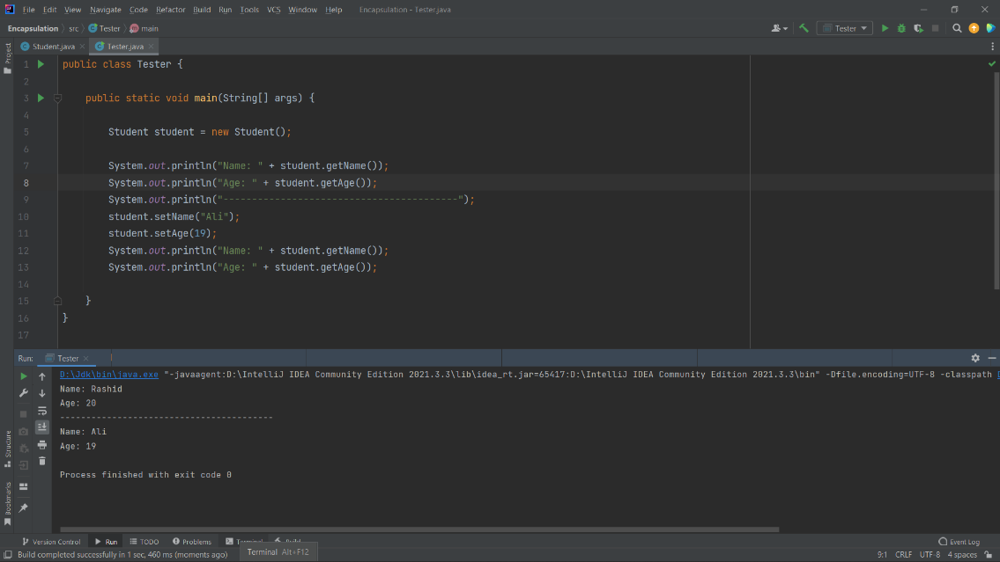 File Edit View Navigate Code Refactor Build Run Tools VCS Window Help Encapsulation - Tester.java
Encapsulation src Tester main Tester
Project
Student.java Tester.java
1 public class Tester {
2
3 public static void main(String[] args) {
4
5 Student student = new Student();
6
7 System.out.println("Name: " + student.getName());
8 System.out.println("Age: " + student.getAge());
9 System.out.println("-----------------------------------------");
10 student.setName("Ali");
11 student.setAge(19);
12 System.out.println("Name: " + student.getName());
13 System.out.println("Age: " + student.getAge());
14
15 }
16 }
17
Run: Tester
D:\Jdk\bin\java.exe "-javaagent:D:\IntelliJ IDEA Community Edition 2021.3.3\lib\idea_rt.jar=65417:D:\IntelliJ IDEA Community Edition 2021.3.3\bin" -Dfile.encoding=UTF-8 -classpath
Name: Rashid
Age: 20
-----------------------------------------
Name: Ali
Age: 19
Process finished with exit code 0
Structure
Bookmarks
Version Control Run TODO Problems Terminal Build Event Log
Terminal Alt+F12
Build completed successfully in 1 sec, 460 ms (moments ago) 9:1 CRLF UTF-8 4 spaces